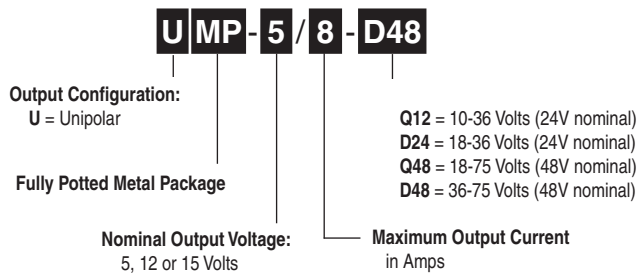 UMP-5/8-D48
Output Configuration:
U = Unipolar
Fully Potted Metal Package
Nominal Output Voltage:
5, 12 or 15 Volts
Maximum Output Current
in Amps
Q12 = 10-36 Volts (24V nominal)
D24 = 18-36 Volts (24V nominal)
Q48 = 18-75 Volts (48V nominal)
D48 = 36-75 Volts (48V nominal)